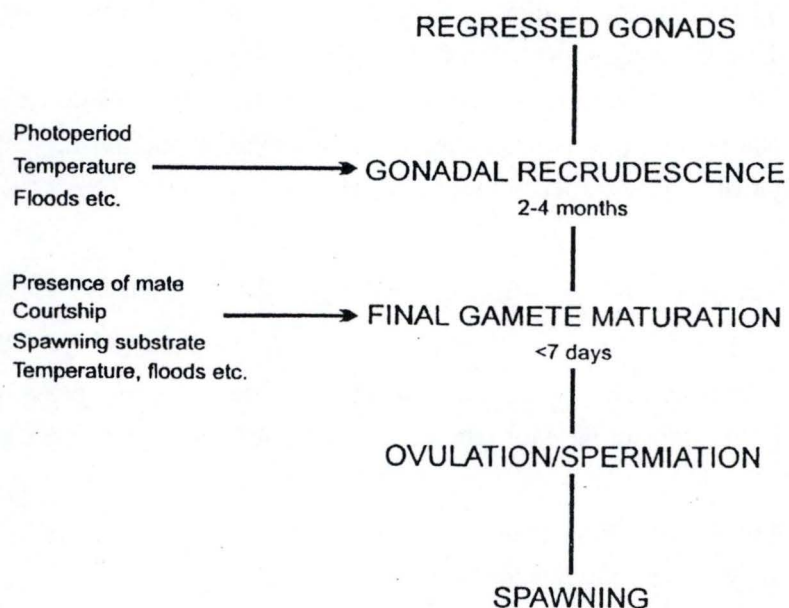 REGRESSED GONADS
Photoperiod
Temperature
Floods etc.
GONADAL RECRUDESCENCE
2-4 months
Presence of mate
Courtship
Spawning substrate
Temperature, floods etc.
FINAL GAMETE MATURATION
<7 days
OVULATION/SPERMIATION
SPAWNING